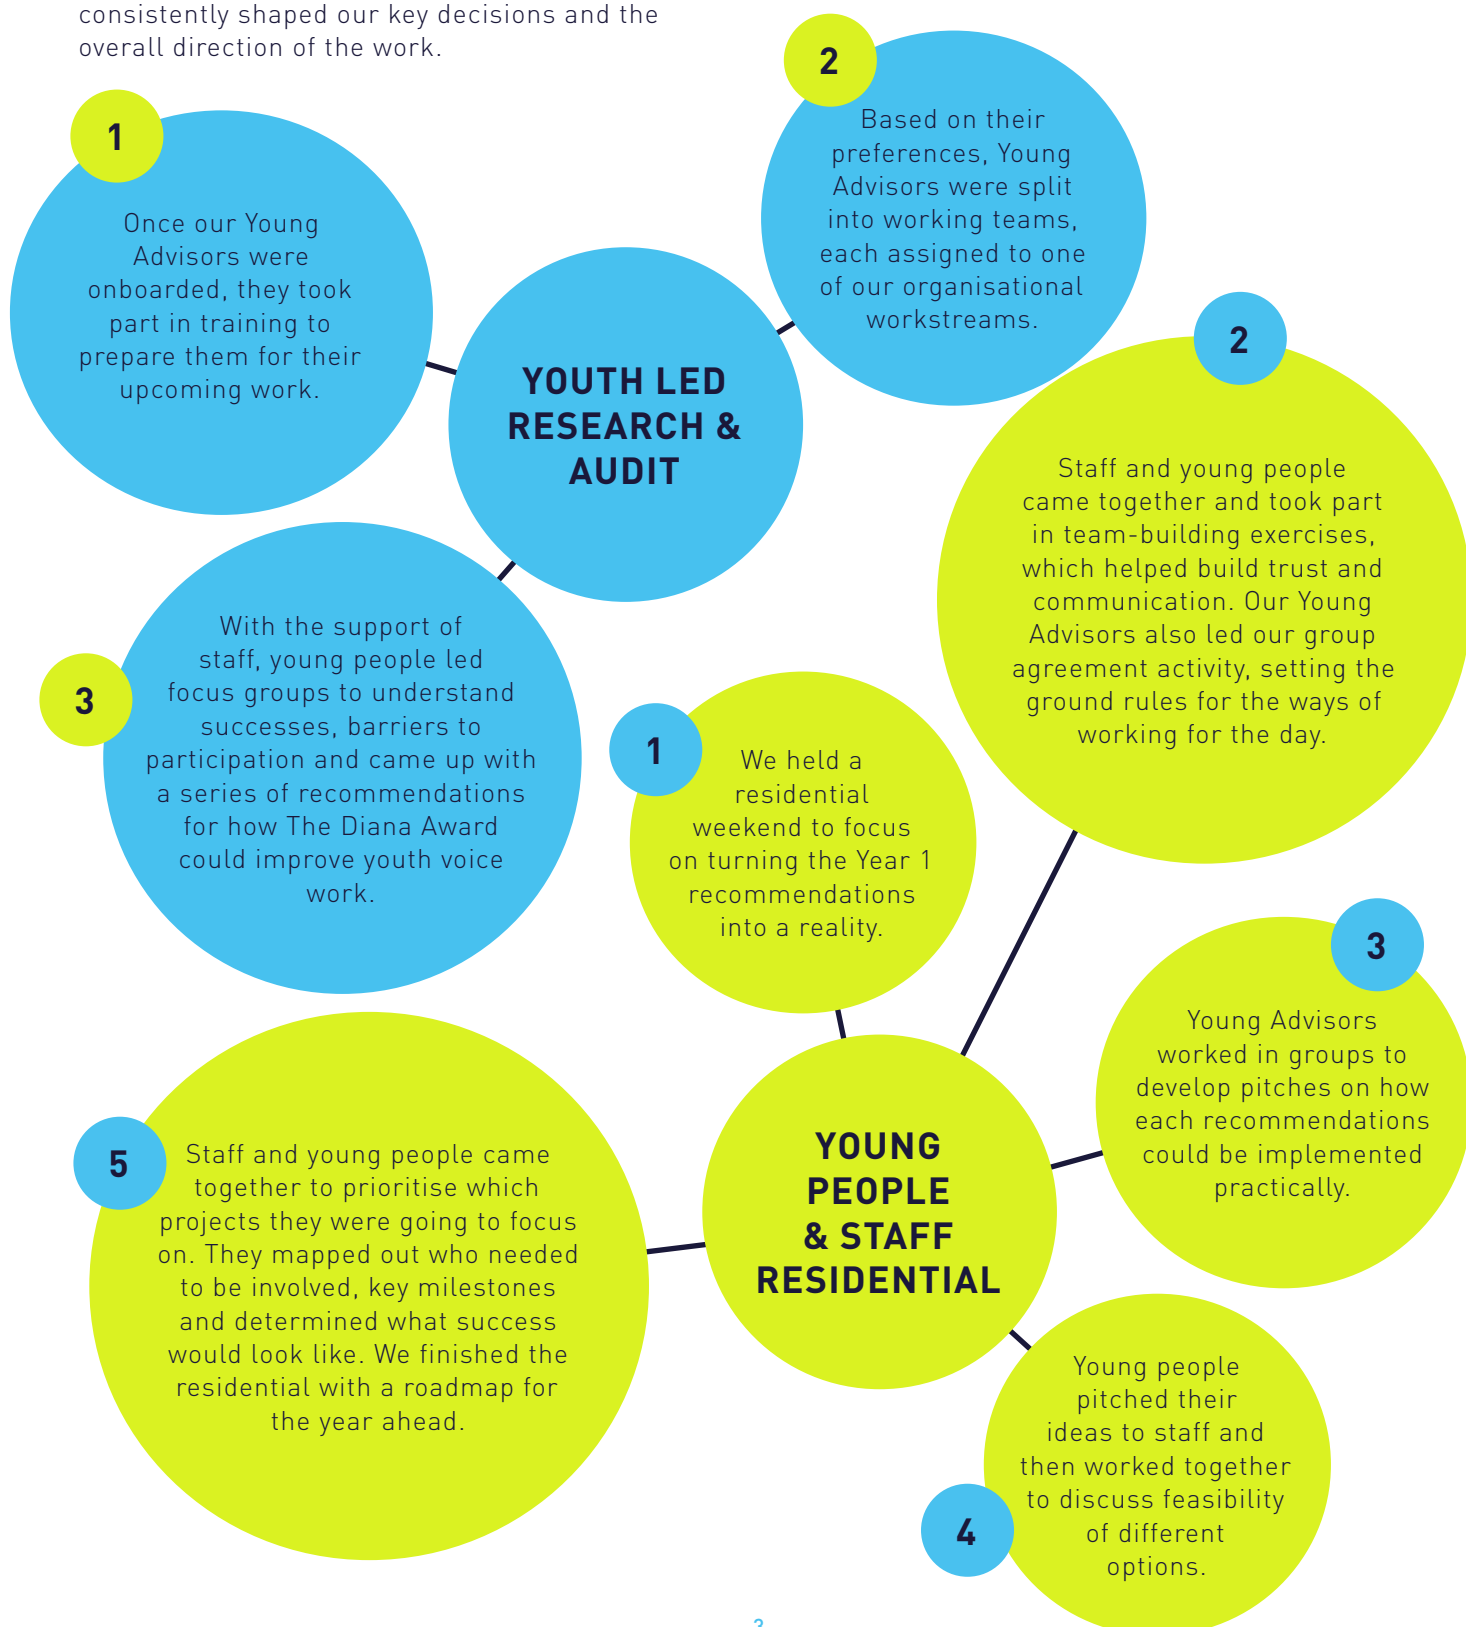 consistently shaped our key decisions and the
overall direction of the work.
1
Once our Young
Advisors were
onboarded, they took
part in training to
prepare them for their
upcoming work.
2
Based on their
preferences, Young
Advisors were split
into working teams,
each assigned to one
of our organisational
workstreams.
YOUTH LED
RESEARCH &
AUDIT
3
With the support of
staff, young people led
focus groups to understand
successes, barriers to
participation and came up with
a series of recommendations
for how The Diana Award
could improve youth voice
work.
1
We held a
residential
weekend to focus
on turning the Year 1
recommendations
into a reality.
2
Staff and young people
came together and took part
in team-building exercises,
which helped build trust and
communication. Our Young
Advisors also led our group
agreement activity, setting the
ground rules for the ways of
working for the day.
3
Young Advisors
worked in groups to
develop pitches on how
each recommendations
could be implemented
practically.
YOUNG
PEOPLE
& STAFF
RESIDENTIAL
4
Young people
pitched their
ideas to staff and
then worked together
to discuss feasibility
of different
options.
5
Staff and young people came
together to prioritise which
projects they were going to focus
on. They mapped out who needed
to be involved, key milestones
and determined what success
would look like. We finished the
residential with a roadmap for
the year ahead.